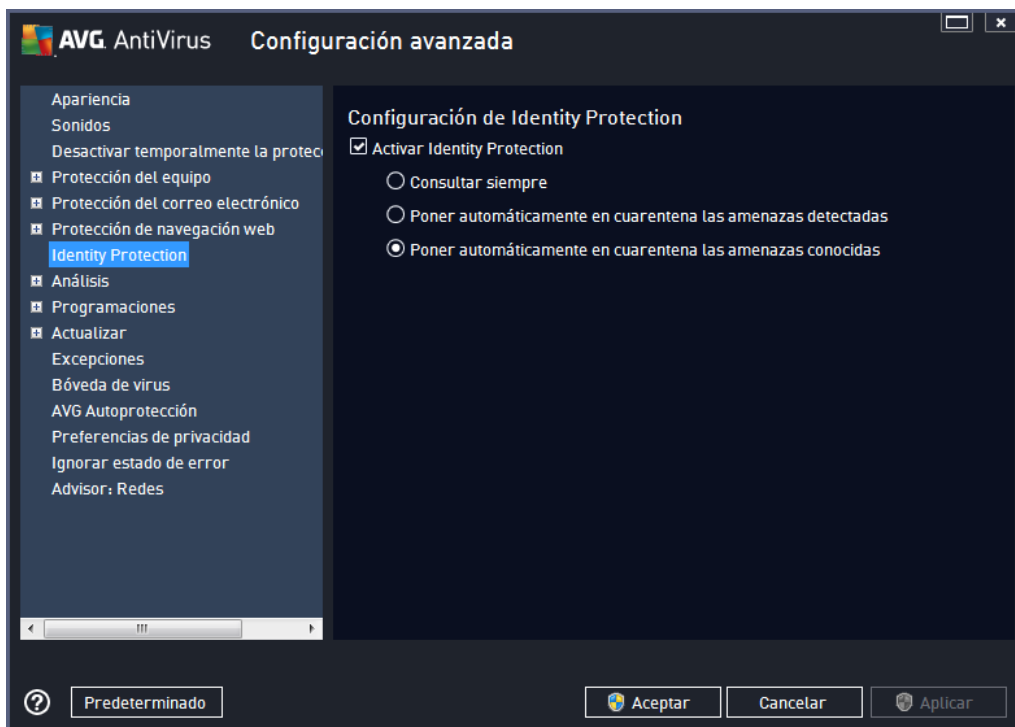 AVG. AntiVirus Configuración avanzada
Apariencia
Sonidos
Desactivar temporalmente la protec
Protección del equipo
Protección del correo electrónico
Protección de navegación web
Identity Protection
Análisis
Programaciones
Actualizar
Excepciones
Bóveda de virus
AVG Autoprotección
Preferencias de privacidad
Ignorar estado de error
Advisor: Redes
Configuración de Identity Protection
Activar Identity Protection
Consultar siempre
Poner automáticamente en cuarentena las amenazas detectadas
Poner automáticamente en cuarentena las amenazas conocidas
? Predeterminado Aceptar Cancelar Aplicar